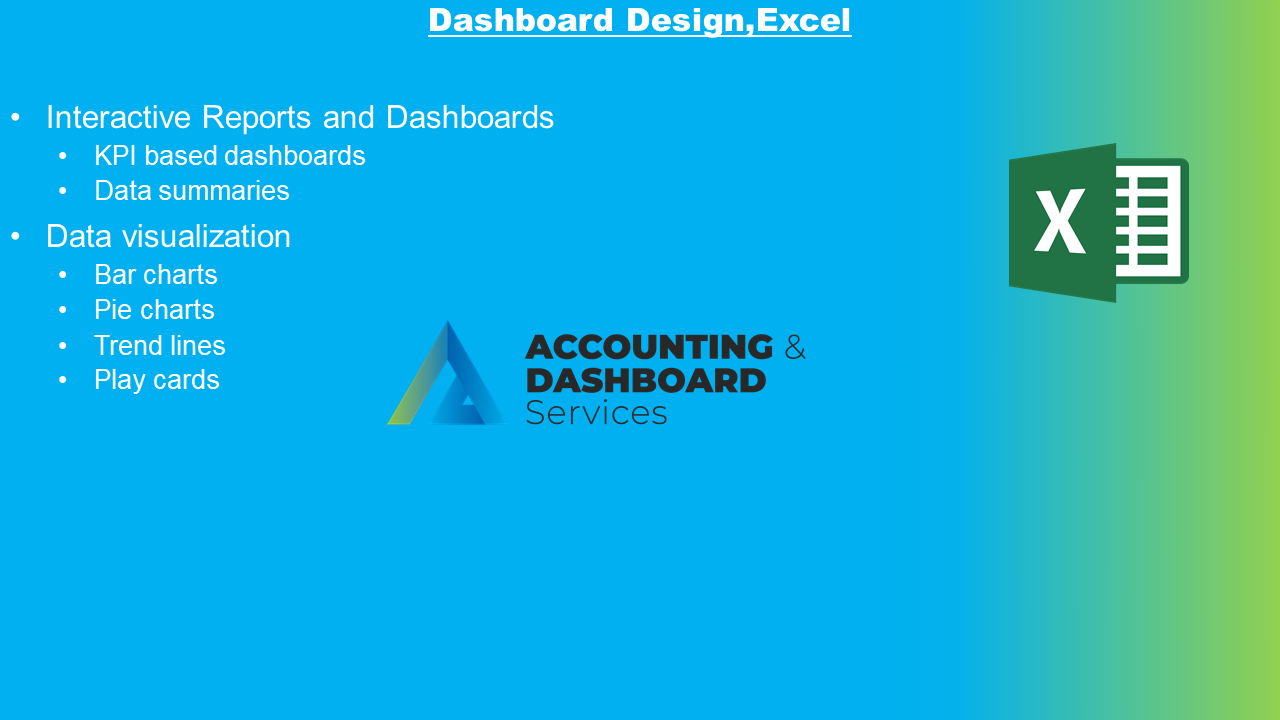 Dashboard Design,Excel
• Interactive Reports and Dashboards
• KPI based dashboards
• Data summaries
• Data visualization
• Bar charts
• Pie charts
• Trend lines
• Play cards
ACCOUNTING &
DASHBOARD
Services
X